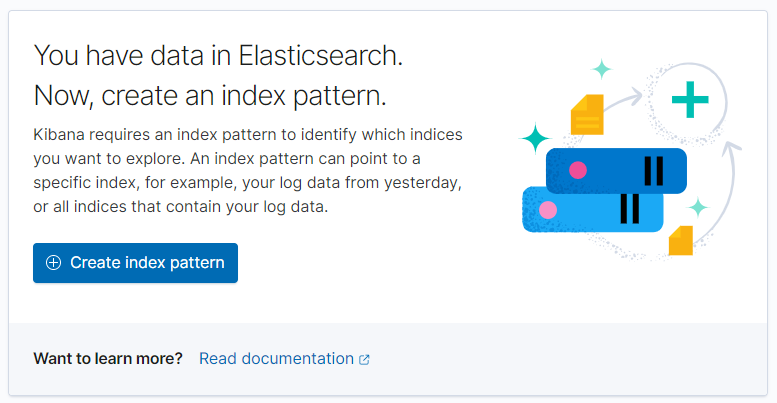 You have data in Elasticsearch.
Now, create an index pattern.
Kibana requires an index pattern to identify which indices
you want to explore. An index pattern can point to a
specific index, for example, your log data from yesterday,
or all indices that contain your log data.
Create index pattern
Want to learn more? Read documentation